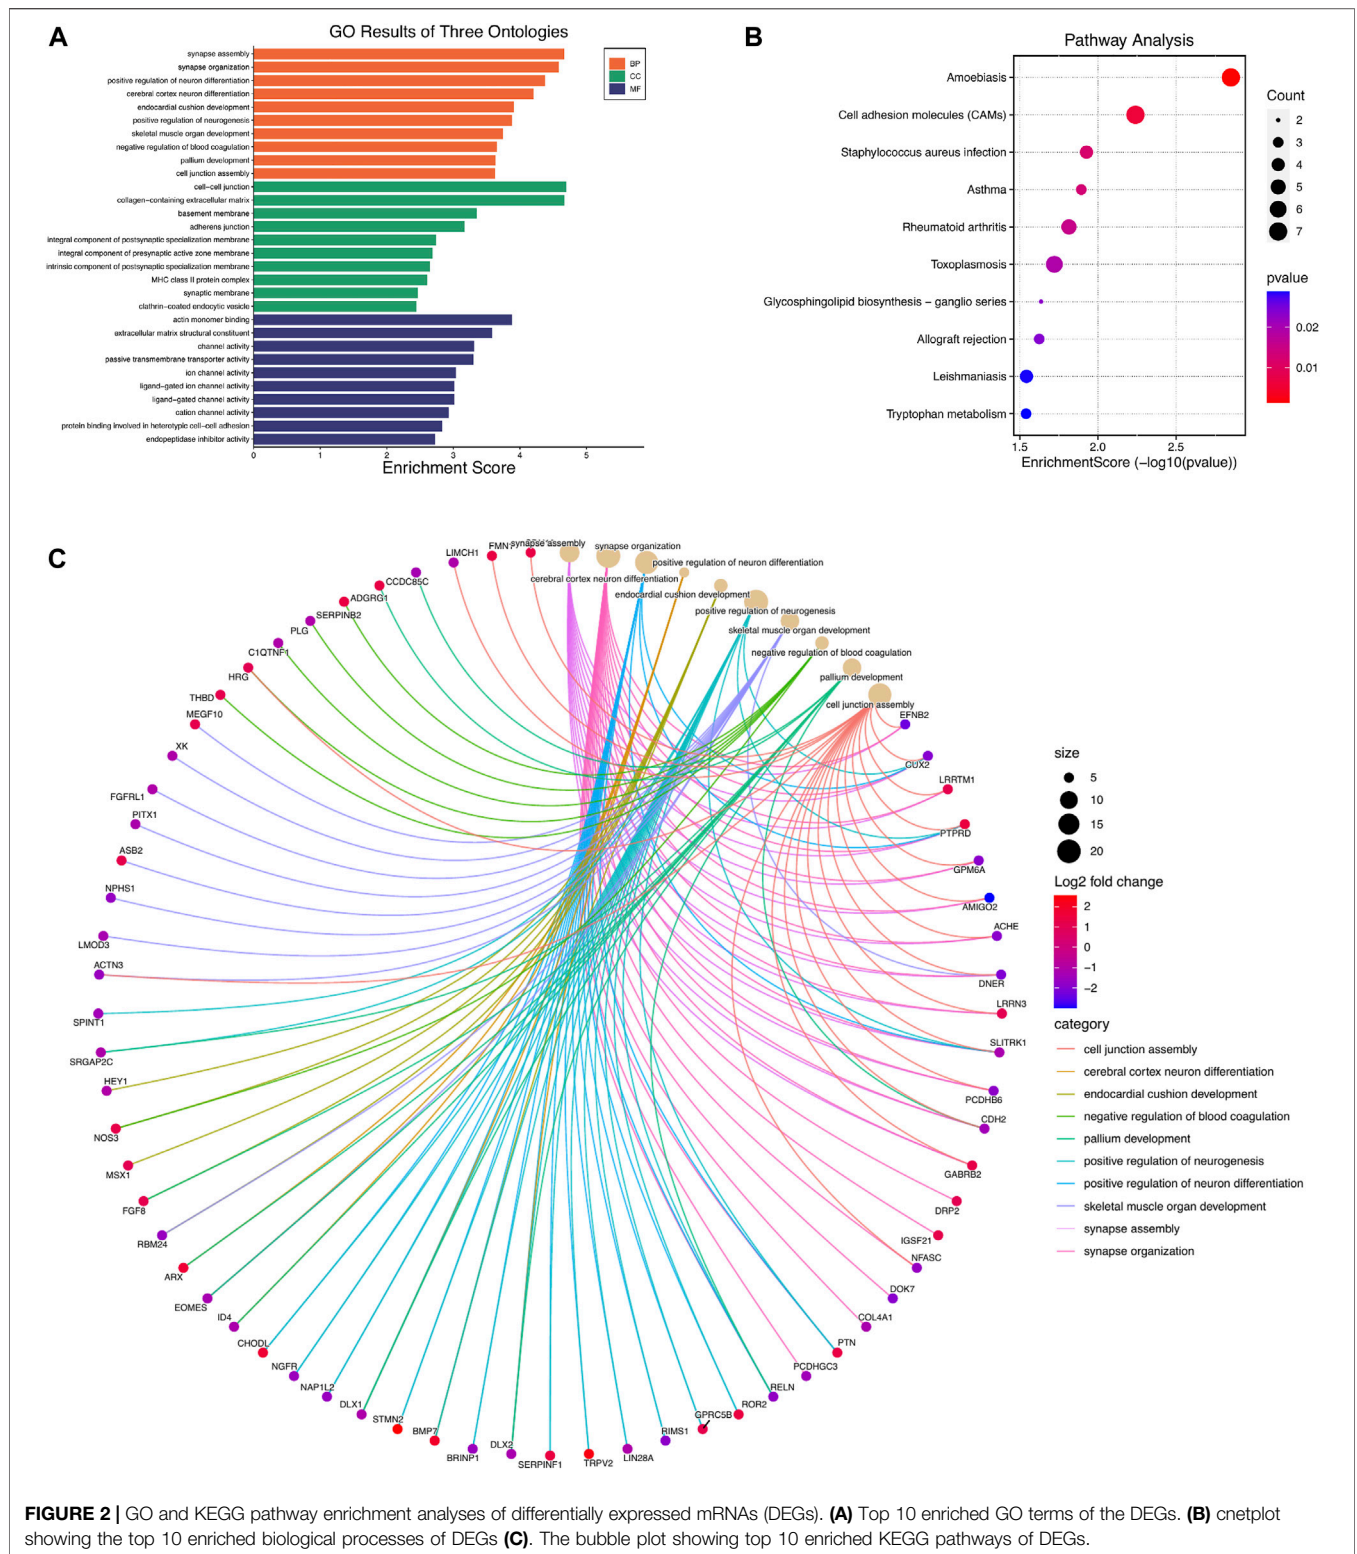 A
GO Results of Three Ontologies
synapse assembly
synapse organization
positive regulation of neuron differentiation
cerebral cortex neuron differentiation
endocardial cushion development
positive regulation of neurogenesis
skeletal muscle organ development
negative regulation of blood coagulation
pallium development
cell junction assembly
cell-cell junction
collagen-containing extracellular matrix
basement membrane
adherens junction
integral component of postsynaptic specialization membrane
integral component of presynaptic active zone membrane
intrinsic component of postsynaptic specialization membrane
MHC class II protein complex
synaptic membrane
clathrin-coated endocytic vesicle
actin monomer binding
extracellular matrix structural constituent
channel activity
passive transmembrane transporter activity
ion channel activity
ligand-gated ion channel activity
ligand-gated channel activity
cation channel activity
protein binding involved in heterotypic cell-cell adhesion
endopeptidase inhibitor activity
0 1 2 3 4 5
Enrichment Score
BP
CC
MF
B
Pathway Analysis
Amoebiasis
Cell adhesion molecules (CAMs)
Staphylococcus aureus infection
Asthma
Rheumatoid arthritis
Toxoplasmosis
Glycosphingolipid biosynthesis − ganglio series
Allograft rejection
Leishmaniasis
Tryptophan metabolism
1.5 2.0 2.5
EnrichmentScore (−log10(pvalue))
Count
2
3
4
5
6
7
pvalue
0.02
0.01
C
synapse assembly
synapse organization
positive regulation of neuron differentiation
cerebral cortex neuron differentiation
endocardial cushion development
positive regulation of neurogenesis
skeletal muscle organ development
negative regulation of blood coagulation
pallium development
cell junction assembly
EFNB2
CUX2
LRRTM1
PTPRD
GPM6A
AMIGO2
ACHE
DNER
LRRN3
SLITRK1
PCDHB6
CDH2
GABRB2
DRP2
IGSF21
NFASC
DOK7
COL4A1
PTN
PCDHGC3
RELN
ROR2
GPRC5B
RIMS1
LIN28A
TRPV2
SERPINF1
DLX2
BRINP1
BMP7
STMN2
DLX1
NAP1L2
NGFR
CHODL
ID4
EOMES
ARX
RBM24
FGF8
MSX1
NOS3
HEY1
SRGAP2C
SPINT1
ACTN3
LMOD3
NPHS1
ASB2
PITX1
FGFRL1
XK
MEGF10
THBD
HRG
C1QTNF1
PLG
SERPINB2
ADGRG1
CCDC85C
LIMCH1
FMN1
size
5
10
15
20
Log2 fold change
2
1
0
−1
−2
category
cell junction assembly
cerebral cortex neuron differentiation
endocardial cushion development
negative regulation of blood coagulation
pallium development
positive regulation of neurogenesis
positive regulation of neuron differentiation
skeletal muscle organ development
synapse assembly
synapse organization
FIGURE 2 | GO and KEGG pathway enrichment analyses of differentially expressed mRNAs (DEGs). (A) Top 10 enriched GO terms of the DEGs. (B) cnetplot
showing the top 10 enriched biological processes of DEGs (C). The bubble plot showing top 10 enriched KEGG pathways of DEGs.